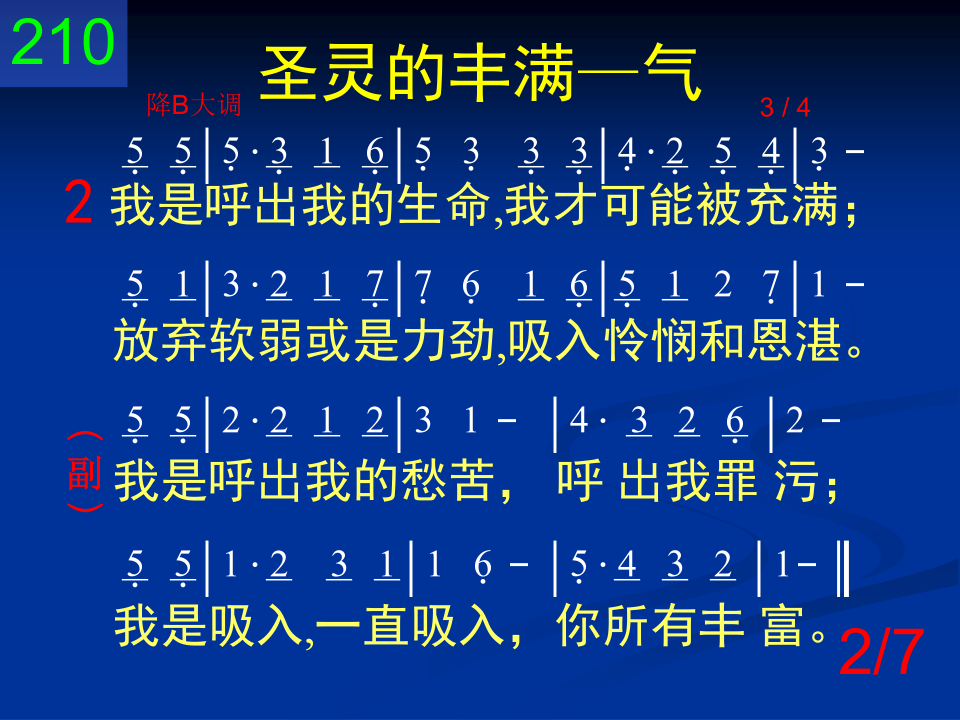 210
圣灵的丰满—气
降B大调
3 / 4
5 5|5·3 1 6|5 3 3 3|4·2 5 4|3 -
2 我是呼出我的生命,我才可能被充满;
5 1|3·2 1 7|7 6 1 6|5 1 2 7|1 -
放弃软弱或是力劲,吸入怜悯和恩湛。
5 5|2·2 1 2|3 1 - |4· 3 2 6 |2 -
(副)
我是呼出我的愁苦, 呼 出我罪 污;
5 5|1·2 3 1|1 6 - |5·4 3 2 |1- ‖
我是吸入,一直吸入, 你所有丰 富。
2/7